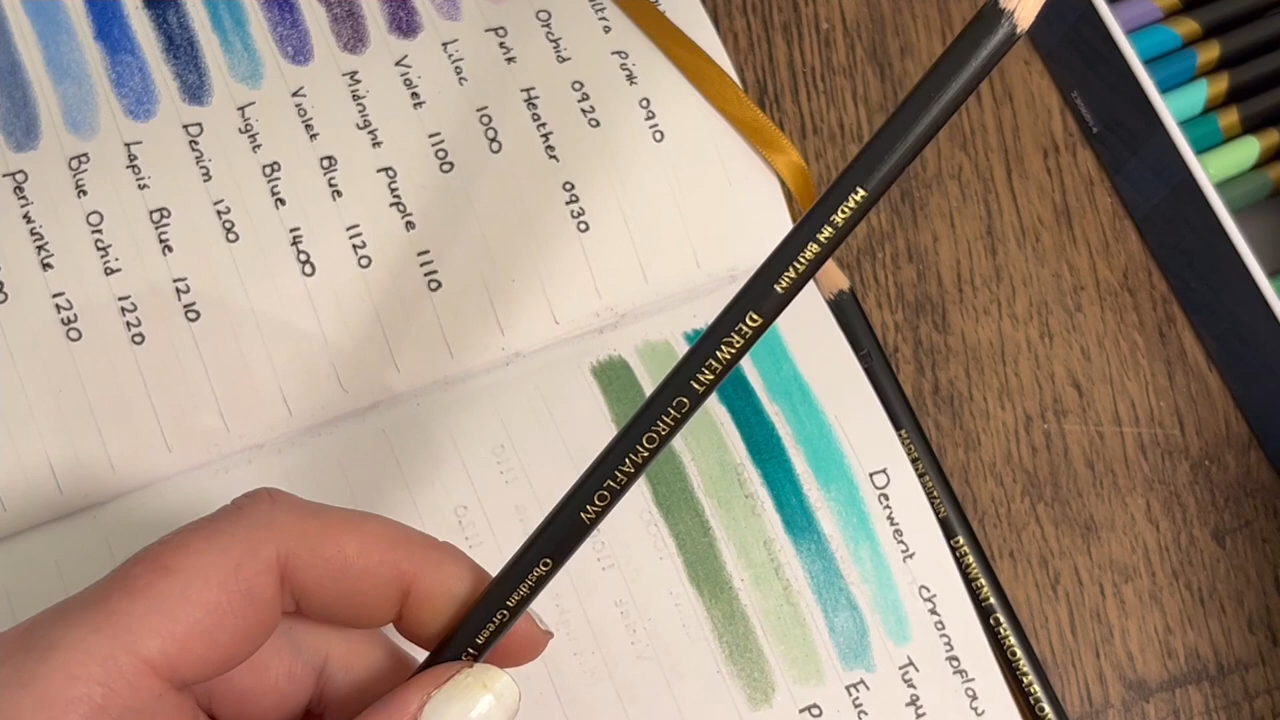 Ultra pink 0910
Orchid 0920
Pink Heather 0930
Lilac 1000
Violet 1100
Midnight purple 1110
Violet Blue 1120
Light Blue 1400
Denim 1200
Lapis Blue 1210
Blue Orchid 1220
Periwinkle 1230
MADE IN BRITAIN DERWENT CHROMAFLOW Obsidian Green
MADE IN BRITAIN DERWENT CHROMAFLOW
Derwent chromaflow